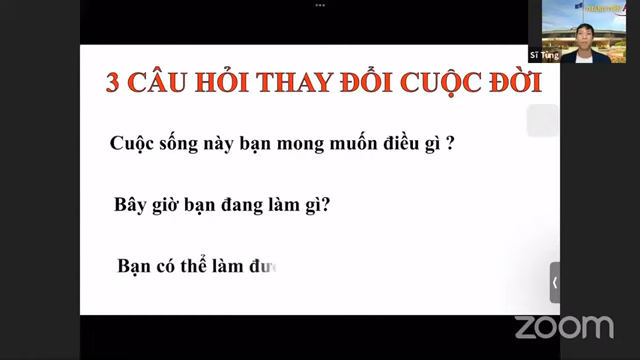 3 CÂU HỎI THAY ĐỔI CUỘC ĐỜI
Cuộc sống này bạn mong muốn điều gì ?
Bây giờ bạn đang làm gì?
Bạn có thể làm đư
Sĩ Tùng
zoom